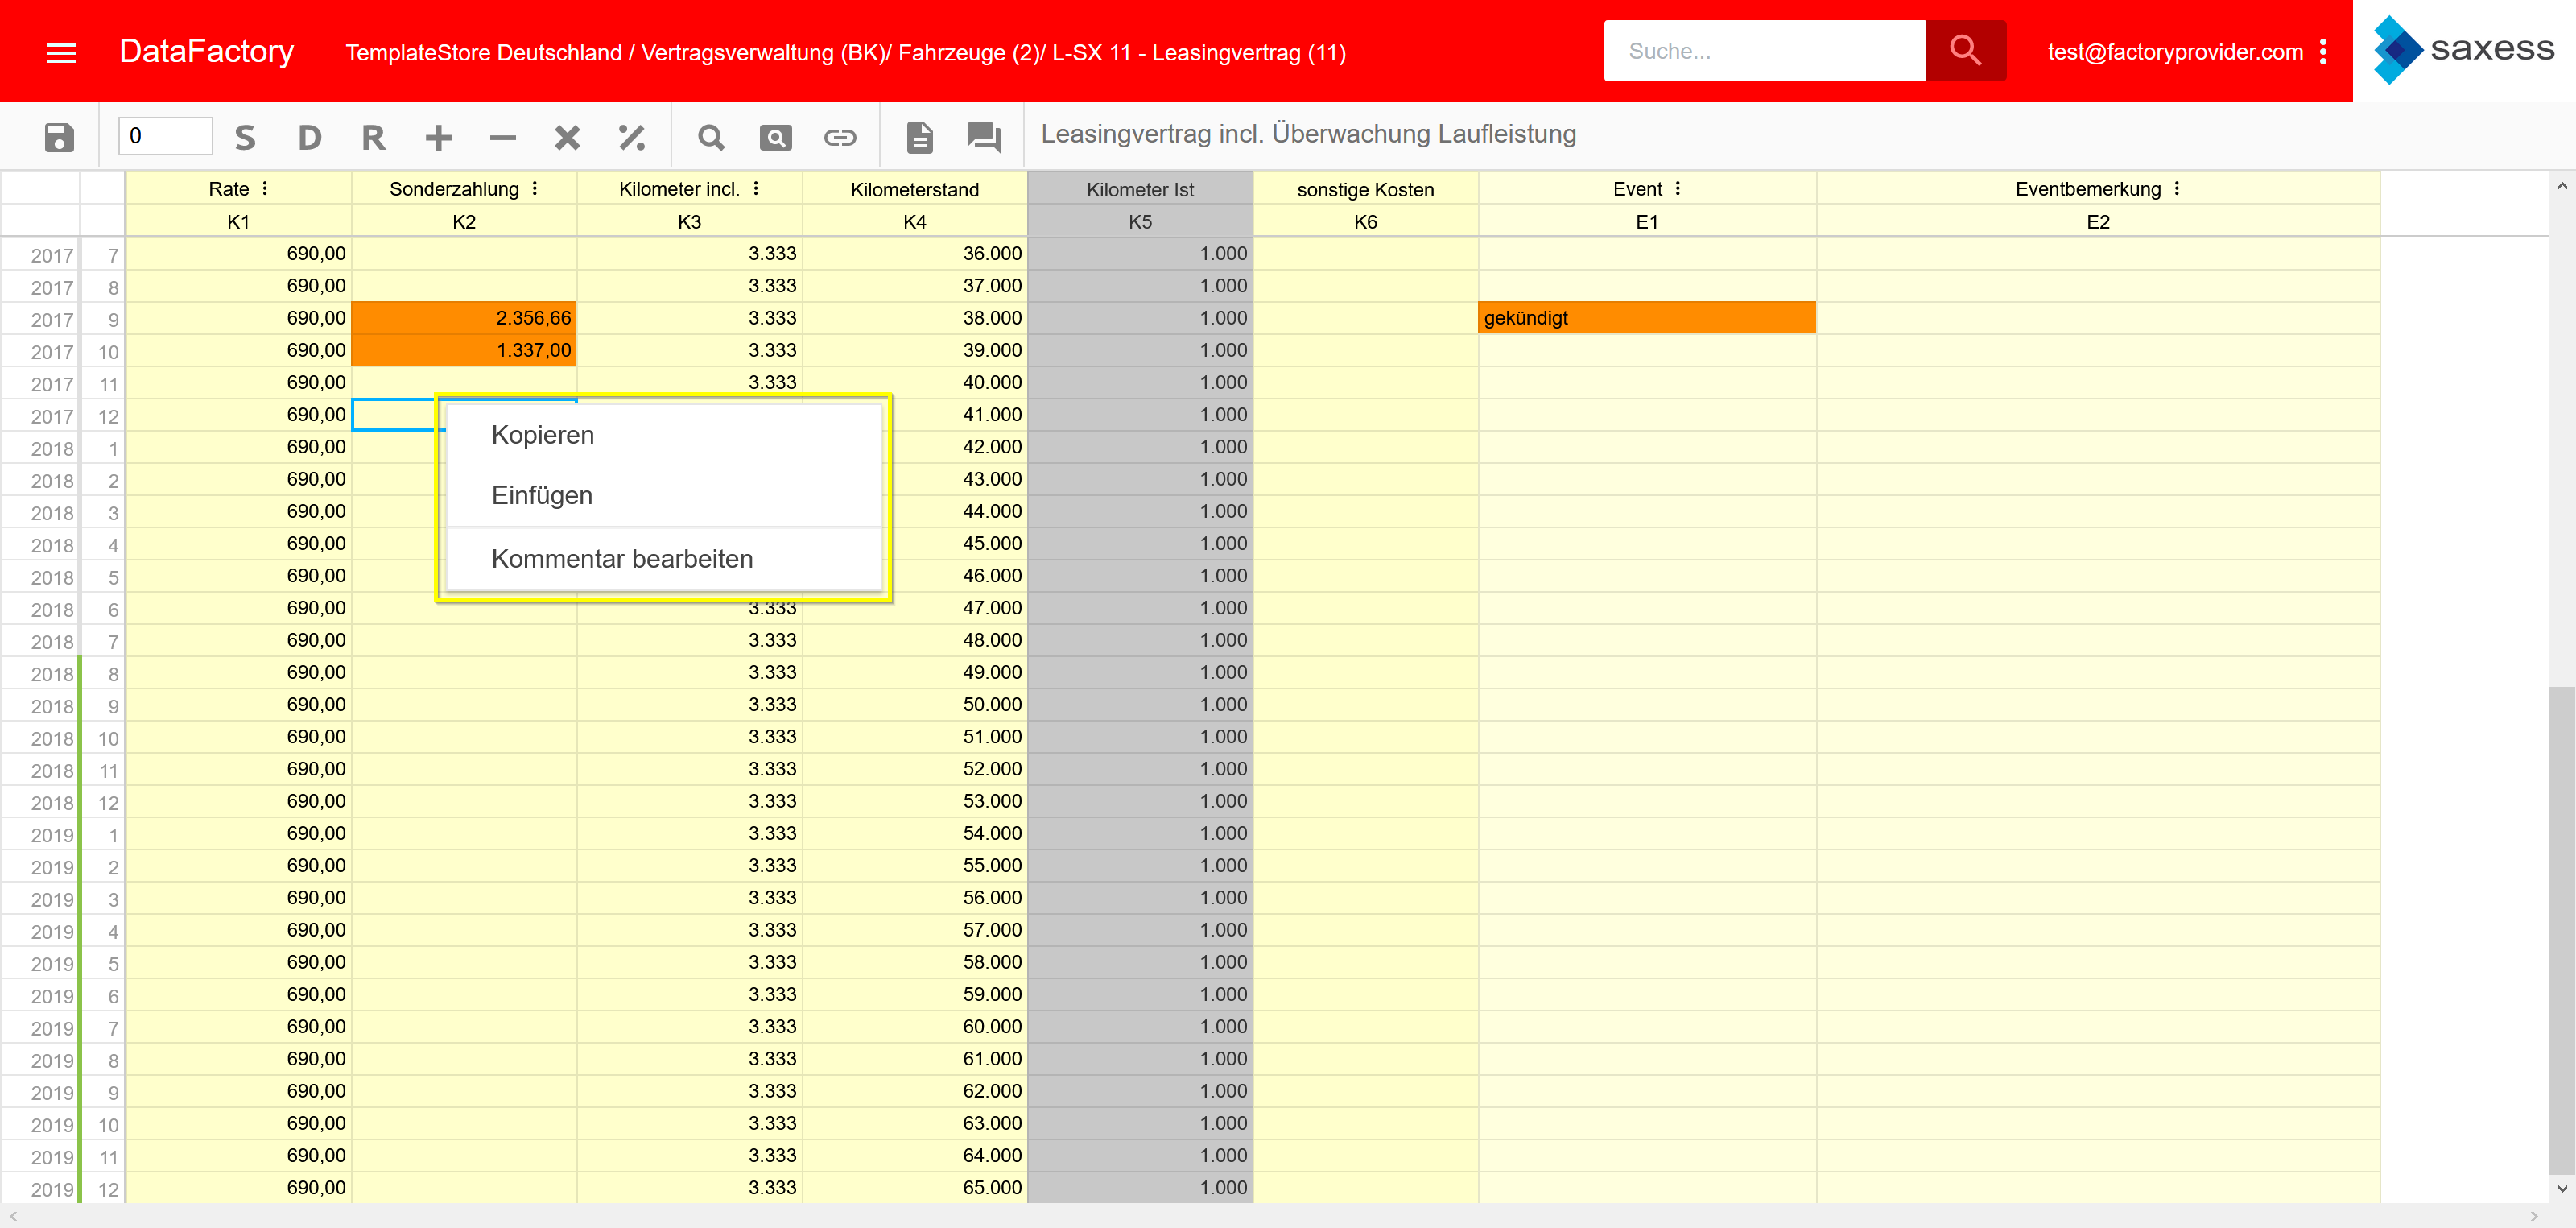 DataFactory TemplateStore Deutschland / Vertragsverwaltung (BK)/ Fahrzeuge (2)/ L-SX 11 - Leasingvertrag (11) Suche... test@factoryprovider.com saxess
0 S D R Leasingvertrag incl. Überwachung Laufleistung
Rate Sonderzahlung Kilometer incl. Kilometerstand Kilometer Ist sonstige Kosten Event Eventbemerkung
K1 K2 K3 K4 K5 K6 E1 E2
2017 7 690,00 3.333 36.000 1.000
2017 8 690,00 3.333 37.000 1.000
2017 9 690,00 2.356,66 3.333 38.000 1.000 gekündigt
2017 10 690,00 1.337,00 3.333 39.000 1.000
2017 11 690,00 3.333 40.000 1.000
2017 12 690,00 41.000 1.000
Kopieren
2018 1 690,00 42.000 1.000
2018 2 690,00 43.000 1.000
Einfügen
2018 3 690,00 44.000 1.000
2018 4 690,00 45.000 1.000
Kommentar bearbeiten
2018 5 690,00 46.000 1.000
2018 6 690,00 3.333 47.000 1.000
2018 7 690,00 3.333 48.000 1.000
2018 8 690,00 3.333 49.000 1.000
2018 9 690,00 3.333 50.000 1.000
2018 10 690,00 3.333 51.000 1.000
2018 11 690,00 3.333 52.000 1.000
2018 12 690,00 3.333 53.000 1.000
2019 1 690,00 3.333 54.000 1.000
2019 2 690,00 3.333 55.000 1.000
2019 3 690,00 3.333 56.000 1.000
2019 4 690,00 3.333 57.000 1.000
2019 5 690,00 3.333 58.000 1.000
2019 6 690,00 3.333 59.000 1.000
2019 7 690,00 3.333 60.000 1.000
2019 8 690,00 3.333 61.000 1.000
2019 9 690,00 3.333 62.000 1.000
2019 10 690,00 3.333 63.000 1.000
2019 11 690,00 3.333 64.000 1.000
2019 12 690,00 3.333 65.000 1.000